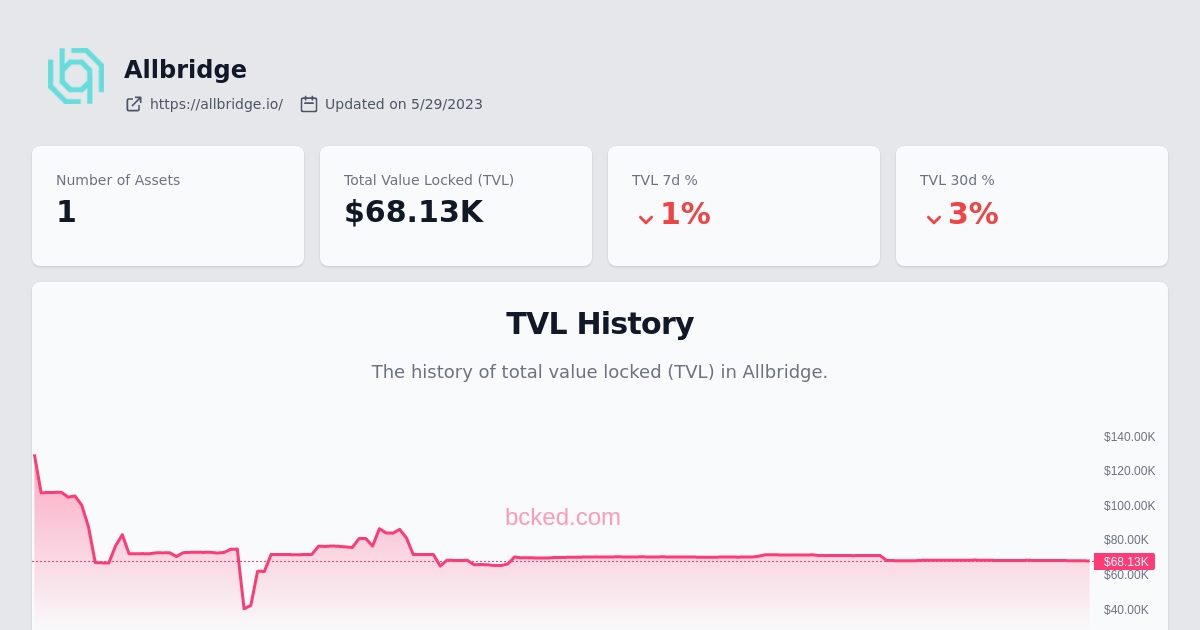 Allbridge
https://allbridge.io/ Updated on 5/29/2023
Number of Assets
1
Total Value Locked (TVL)
$68.13K
TVL 7d %
1%
TVL 30d %
3%
TVL History
The history of total value locked (TVL) in Allbridge.
$140.00K
$120.00K
$100.00K
bcked.com
$80.00K
$68.13K
$60.00K
$40.00K